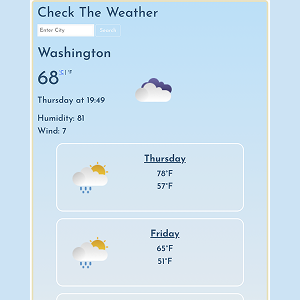 Check The Weather
Enter City
Search
Washington
68 °C | °F
Thursday at 19:49
Humidity: 81
Wind: 7
Thursday
78°F
57°F
Friday
65°F
51°F